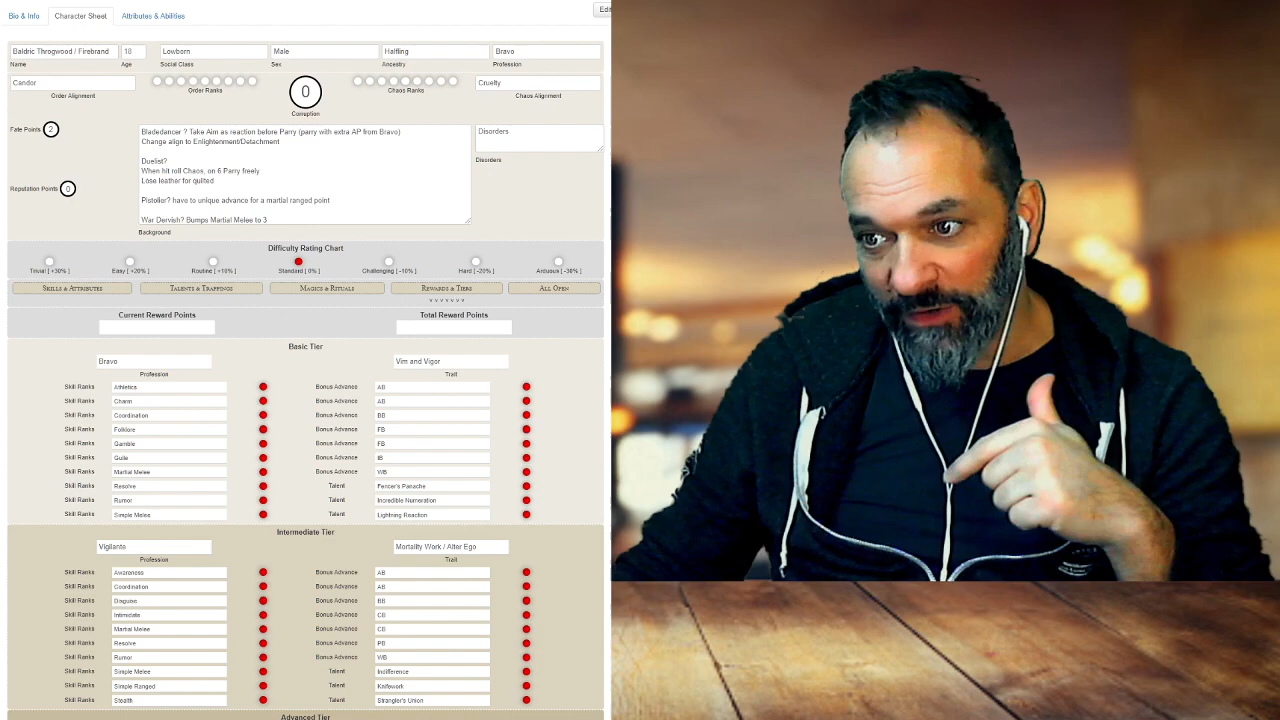 Bio & Info Character Sheet Attributes & Abilities Edit
Baldric Throgwood / Firebrand 18 Lowborn Male Halfling Bravo
Name Age Social Class Sex Ancestry Profession
Candor Cruelty
Order Alignment Order Ranks 0 Chaos Ranks Chaos Alignment
Corruption
Fate Points 2
Reputation Points 0
Bladedancer ? Take Aim as reaction before Parry (parry with extra AP from Bravo)
Change align to Enlightenment/Detachment
Duelist?
When hit roll Chaos, on 6 Parry freely
Lose leather for quilted
Pistolier? have to unique advance for a martial ranged point
War Dervish? Bumps Martial Melee to 3
Background
Disorders
Disorders
Difficulty Rating Chart
Trivial [ +30% ] Easy [ +20% ] Routine [ +10% ] Standard [ 0% ] Challenging [ -10% ] Hard [ -20% ] Arduous [ -30% ]
Skills & Attributes Talents & Trappings Magics & Rituals Rewards & Tiers All Open
v v v v v v v
Current Reward Points Total Reward Points
Basic Tier
Bravo Vim and Vigor
Profession Trait
Skill Ranks Athletics Bonus Advance AB
Skill Ranks Charm Bonus Advance AB
Skill Ranks Coordination Bonus Advance BB
Skill Ranks Folklore Bonus Advance FB
Skill Ranks Gamble Bonus Advance FB
Skill Ranks Guile Bonus Advance IB
Skill Ranks Martial Melee Bonus Advance WB
Skill Ranks Resolve Talent Fencer's Panache
Skill Ranks Rumor Talent Incredible Numeration
Skill Ranks Simple Melee Talent Lightning Reaction
Intermediate Tier
Vigilante Mortality Work / Alter Ego
Profession Trait
Skill Ranks Awareness Bonus Advance AB
Skill Ranks Coordination Bonus Advance AB
Skill Ranks Disguise Bonus Advance BB
Skill Ranks Intimidate Bonus Advance CB
Skill Ranks Martial Melee Bonus Advance CB
Skill Ranks Resolve Bonus Advance PB
Skill Ranks Rumor Bonus Advance WB
Skill Ranks Simple Melee Talent Indifference
Skill Ranks Simple Ranged Talent Knifework
Skill Ranks Stealth Talent Strangler's Union
Advanced Tier